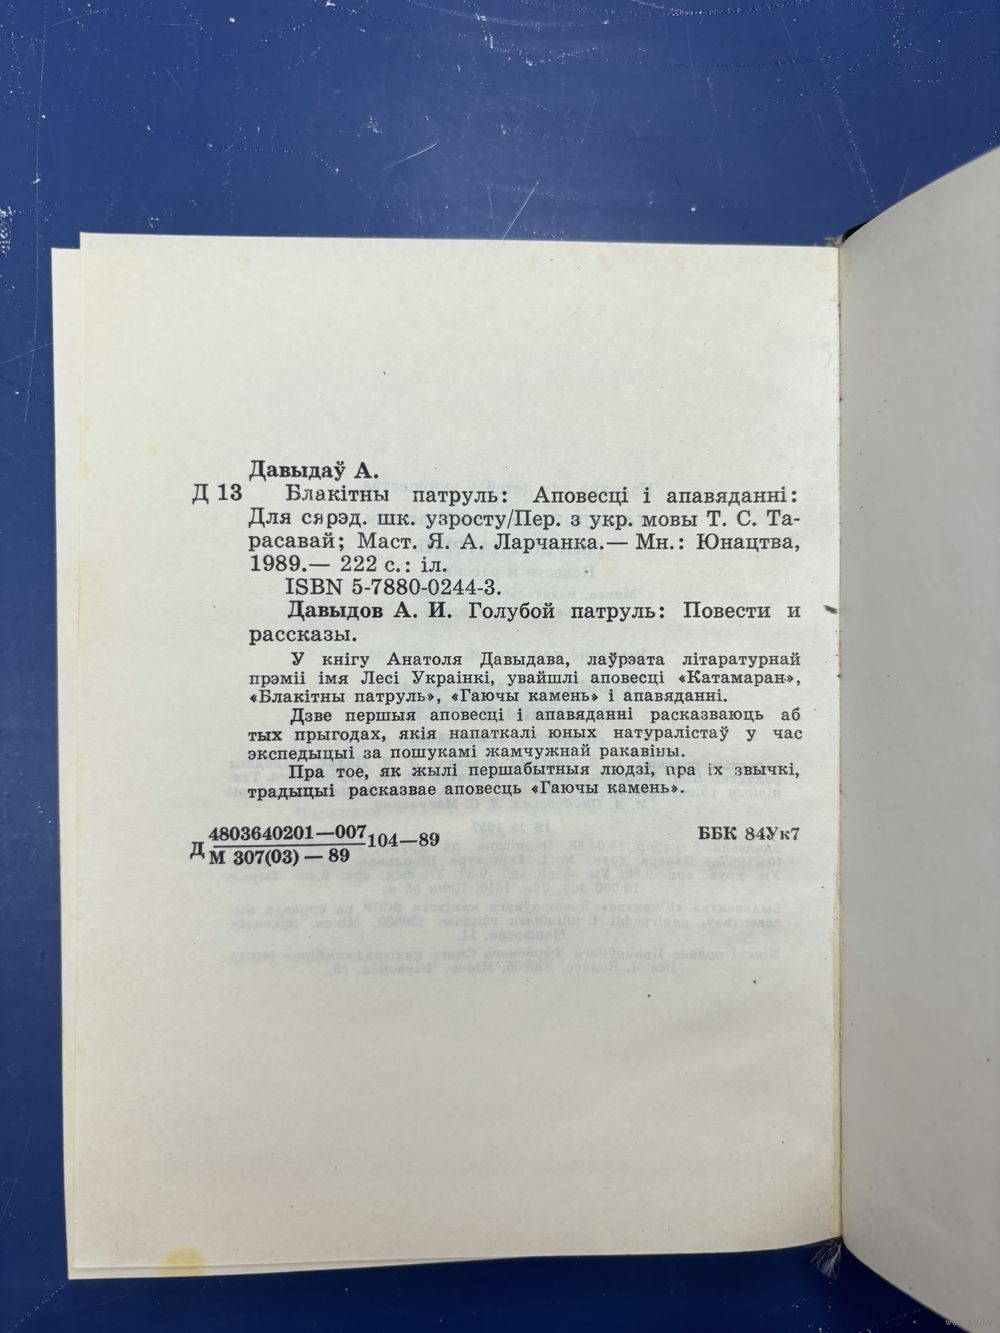 Давыдаў А.
Д 13 Блакітны патруль: Аповесці і апавяданні:
Для сярэд. шк. узросту/Пер. з укр. мовы Т. С. Та-
расавай; Маст. Я. А. Ларчанка.— Мн.: Юнацтва,
1989.— 222 с.: іл.
ISBN 5-7880-0244-3.
Давыдов А. И. Голубой патруль: Повести и
рассказы.
У кнігу Анатоля Давыдава, лаўрэата літаратурнай
прэміі імя Лесі Украінкі, увайшлі аповесці «Катамаран»,
«Блакітны патруль», «Гаючы камень» і апавяданні.
Дзве першыя аповесці і апавяданні расказваюць аб
тых прыгодах, якія напаткалі юных натуралістаў у час
экспедыцыі за пошукамі жамчужнай ракавіны.
Пра тое, як жылі першабытныя людзі, пра іх звычкі,
традыцыі расказвае аповесць «Гаючы камень».
Д 4803640201—007 104—89
М 307(03) — 89
ББК 84Ук7